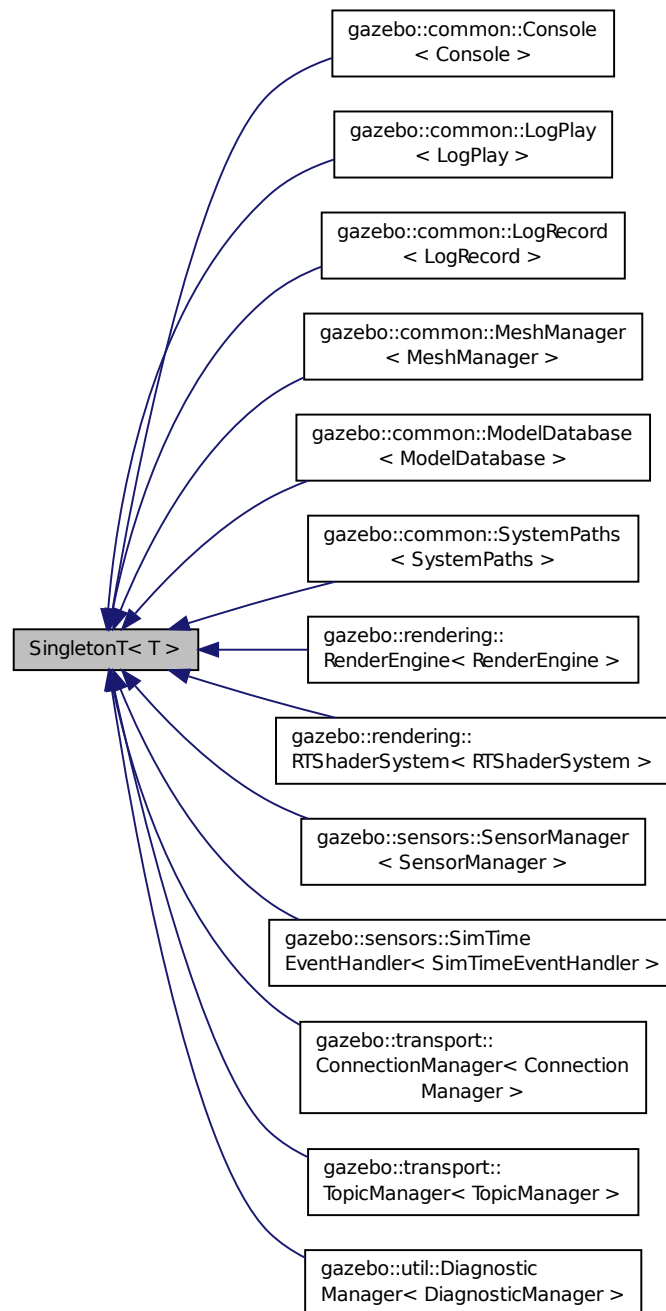 gazebo::common::Console
< Console >
gazebo::common::LogPlay
< LogPlay >
gazebo::common::LogRecord
< LogRecord >
gazebo::common::MeshManager
< MeshManager >
gazebo::common::ModelDatabase
< ModelDatabase >
gazebo::common::SystemPaths
< SystemPaths >
SingletonT< T >
gazebo::rendering::
RenderEngine< RenderEngine >
gazebo::rendering::
RTShaderSystem< RTShaderSystem >
gazebo::sensors::SensorManager
< SensorManager >
gazebo::sensors::SimTime
EventHandler< SimTimeEventHandler >
gazebo::transport::
ConnectionManager< Connection
Manager >
gazebo::transport::
TopicManager< TopicManager >
gazebo::util::Diagnostic
Manager< DiagnosticManager >